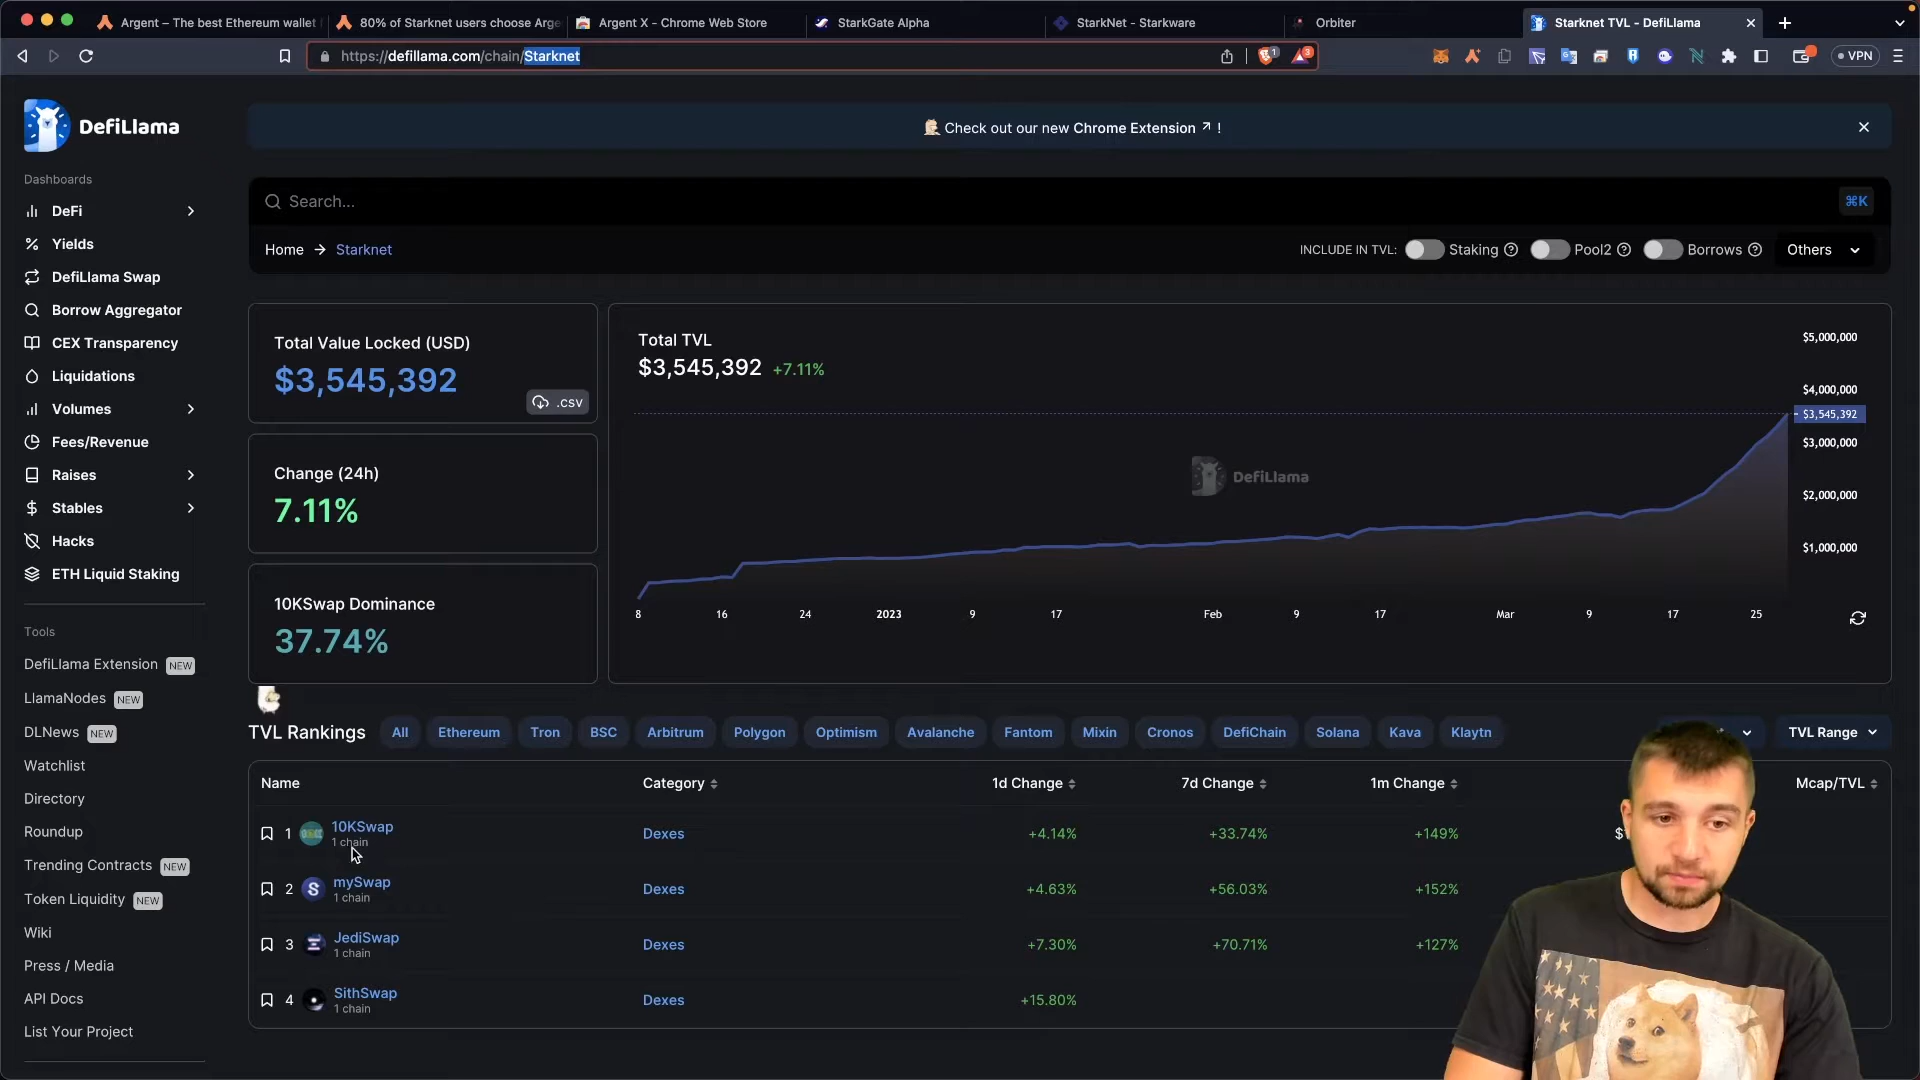 Argent – The best Ethereum wallet
80% of Starknet users choose Arge
Argent X - Chrome Web Store
StarkGate Alpha
StarkNet - Starkware
Orbiter
Starknet TVL - DefiLlama
https://defillama.com/chain/Starknet
1
3
VPN
DefiLlama
Check out our new Chrome Extension ↗ !
Dashboards
DeFi
Yields
DefiLlama Swap
Borrow Aggregator
CEX Transparency
Liquidations
Volumes
Fees/Revenue
Raises
Stables
Hacks
ETH Liquid Staking
Tools
DefiLlama Extension NEW
LlamaNodes NEW
DLNews NEW
Watchlist
Directory
Roundup
Trending Contracts NEW
Token Liquidity NEW
Wiki
Press / Media
API Docs
List Your Project
Search...
⌘K
Home → Starknet
INCLUDE IN TVL: Staking Pool2 Borrows Others
Total Value Locked (USD)
$3,545,392
.csv
Change (24h)
7.11%
10KSwap Dominance
37.74%
Total TVL
$3,545,392 +7.11%
$5,000,000
$4,000,000
$3,545,392
$3,000,000
$2,000,000
$1,000,000
DefiLlama
8 16 24 2023 9 17 Feb 9 17 Mar 9 17 25
TVL Rankings All Ethereum Tron BSC Arbitrum Polygon Optimism Avalanche Fantom Mixin Cronos DefiChain Solana Kava Klaytn TVL Range
Name Category 1d Change 7d Change 1m Change Mcap/TVL
1 10KSwap Dexes +4.14% +33.74% +149%
1 chain
2 mySwap Dexes +4.63% +56.03% +152%
1 chain
3 JediSwap Dexes +7.30% +70.71% +127%
1 chain
4 SithSwap Dexes +15.80%
1 chain